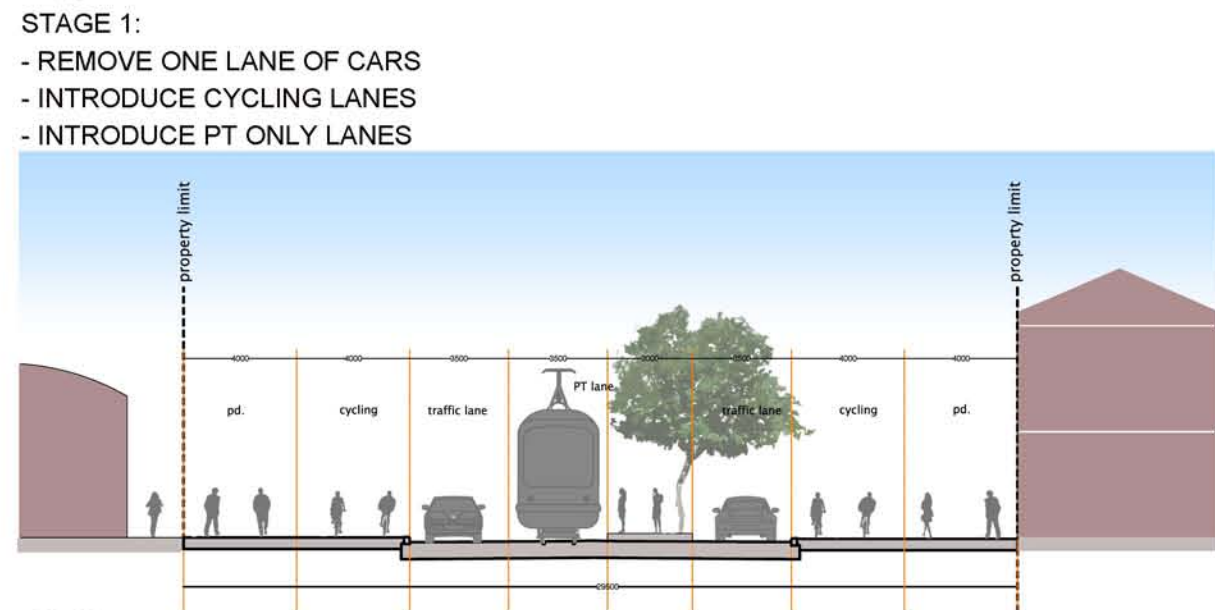 STAGE 1:
- REMOVE ONE LANE OF CARS
- INTRODUCE CYCLING LANES
- INTRODUCE PT ONLY LANES
property limit
property limit
4000
4000
3500
3500
3000
3500
4000
4000
PT lane
pd.
cycling
traffic lane
traffic lane
cycling
pd.
29500